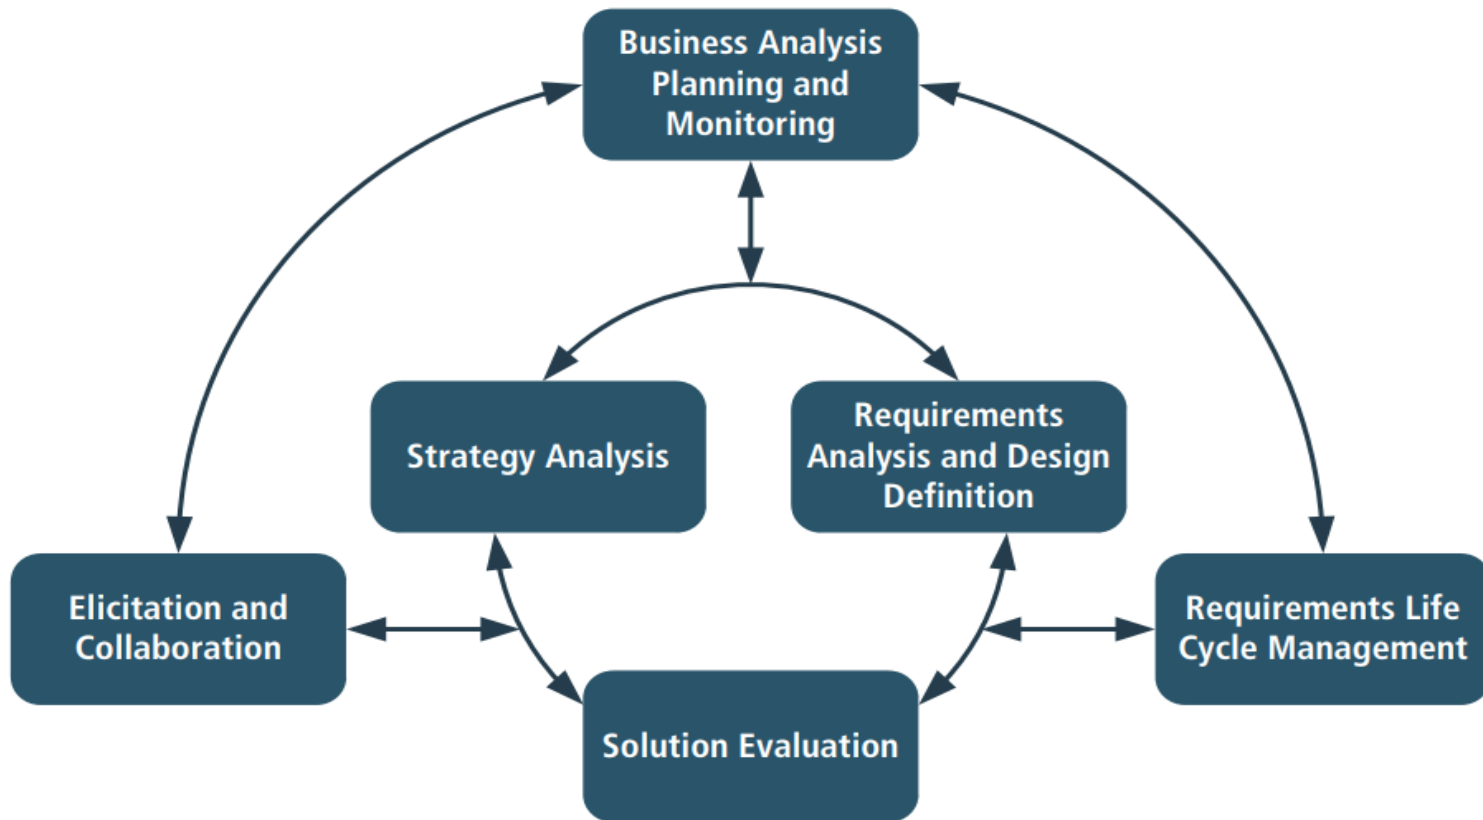 Business Analysis
Planning and
Monitoring
Strategy Analysis
Requirements
Analysis and Design
Definition
Elicitation and
Collaboration
Requirements Life
Cycle Management
Solution Evaluation